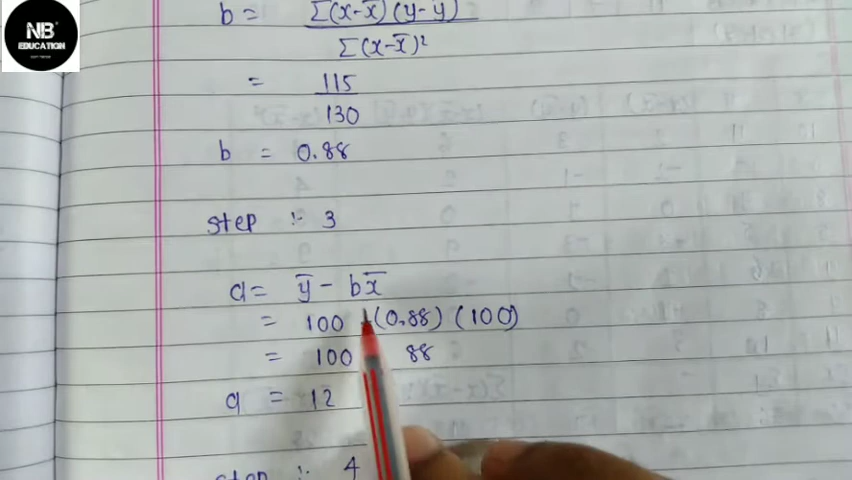 NB
EDUCATION
b = Σ(x-x̅)(y-y̅)
Σ(x-x̅)²
= 115
130
b = 0.88
step :- 3
a = y̅ - bx̅
= 100 -(0.88) (100)
= 100 88
a = 12
step :- 4